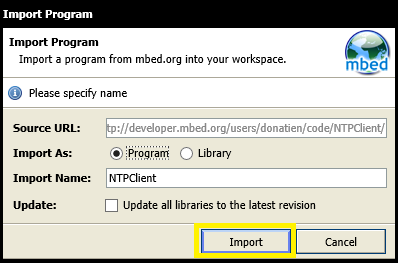 Import Program
Import Program
Import a program from mbed.org into your workspace.
mbed
Please specify name
Source URL: tp://developer.mbed.org/users/donatien/code/NTPClient/
Import As: Program Library
Import Name: NTPClient
Update: Update all libraries to the latest revision
Import Cancel